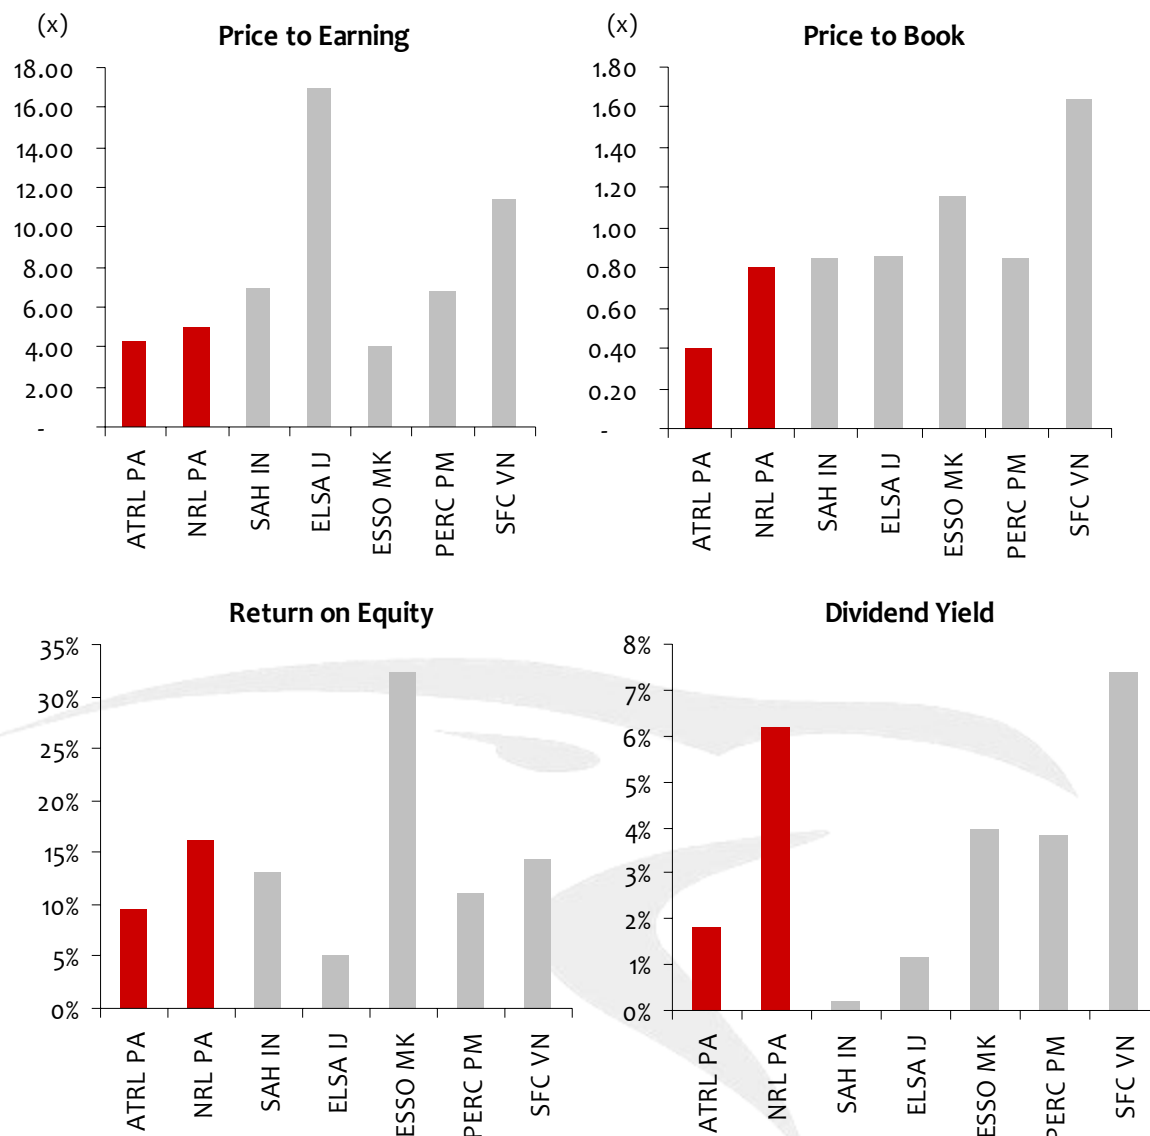 (x)
Price to Earning
18.00
16.00
14.00
12.00
10.00
8.00
6.00
4.00
2.00
-
ATRL PA
NRL PA
SAH IN
ELSA IJ
ESSO MK
PERC PM
SFC VN
(x)
Price to Book
1.80
1.60
1.40
1.20
1.00
0.80
0.60
0.40
0.20
-
ATRL PA
NRL PA
SAH IN
ELSA IJ
ESSO MK
PERC PM
SFC VN
Return on Equity
35%
30%
25%
20%
15%
10%
5%
0%
ATRL PA
NRL PA
SAH IN
ELSA IJ
ESSO MK
PERC PM
SFC VN
Dividend Yield
8%
7%
6%
5%
4%
3%
2%
1%
0%
ATRL PA
NRL PA
SAH IN
ELSA IJ
ESSO MK
PERC PM
SFC VN